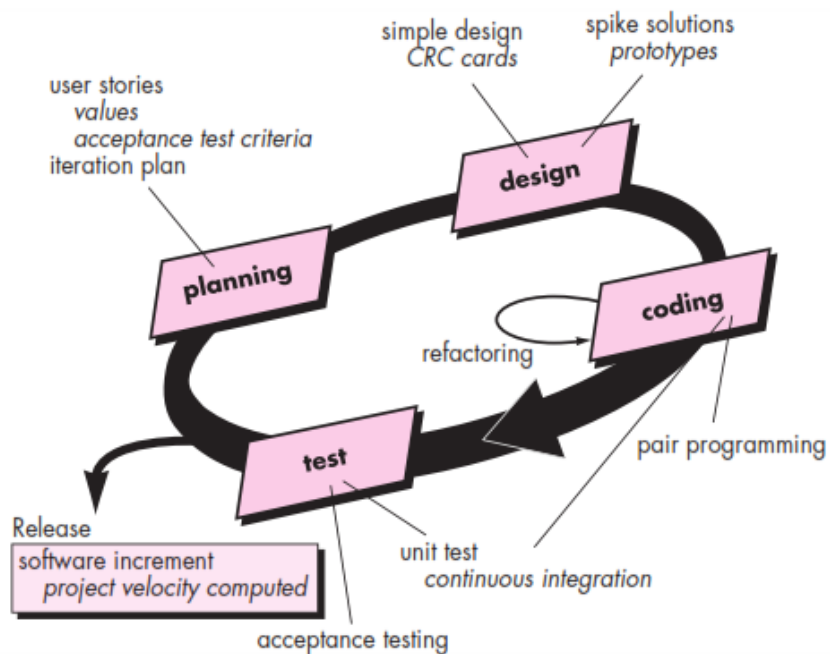 simple design
CRC cards
spike solutions
prototypes
user stories
values
acceptance test criteria
iteration plan
design
planning
coding
refactoring
test
pair programming
Release
software increment
project velocity computed
unit test
continuous integration
acceptance testing